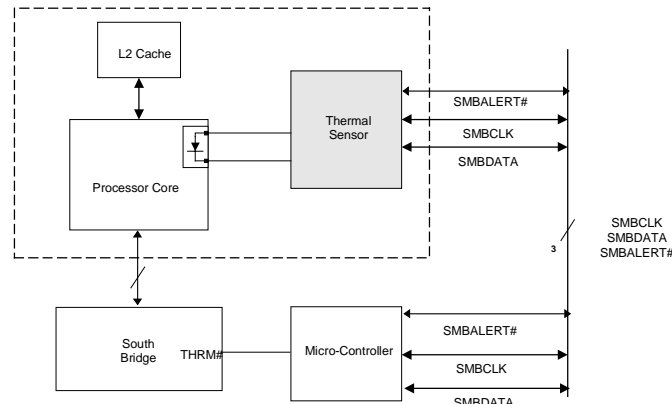 L2 Cache
Thermal
Sensor
SMBALERT#
SMBCLK
SMBDATA
Processor Core
3
SMBCLK
SMBDATA
SMBALERT#
South
Bridge
THRM#
Micro-Controller
SMBALERT#
SMBCLK
SMBDATA